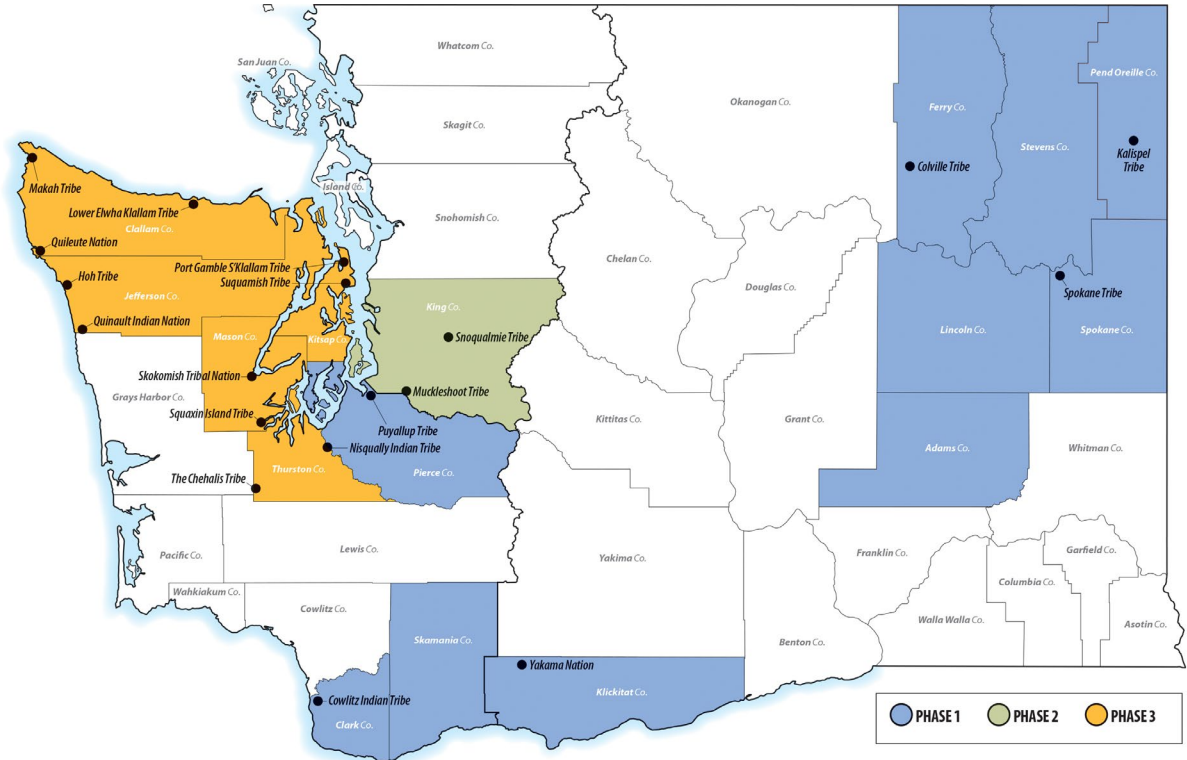 Whatcom Co.
San Juan Co.
Okanogan Co.
Pend Oreille Co.
Ferry Co.
Skagit Co.
Stevens Co.
Kalispel
Tribe
Colville Tribe
Makah Tribe
Island Co.
Lower Elwha Klallam Tribe
Snohomish Co.
Clallam Co.
Quileute Nation
Chelan Co.
Port Gamble S'Klallam Tribe
Hoh Tribe
Suquamish Tribe
Douglas Co.
Spokane Tribe
Jefferson Co.
King Co.
Quinault Indian Nation
Lincoln Co.
Spokane Co.
Mason Co.
Kitsap Co.
Snoqualmie Tribe
Skokomish Tribal Nation
Muckleshoot Tribe
Grays Harbor Co.
Squaxin Island Tribe
Kittitas Co.
Grant Co.
Puyallup Tribe
Nisqually Indian Tribe
Adams Co.
Whitman Co.
Thurston Co.
Pierce Co.
The Chehalis Tribe
Pacific Co.
Lewis Co.
Yakima Co.
Franklin Co.
Garfield Co.
Columbia Co.
Wahkiakum Co.
Cowlitz Co.
Walla Walla Co.
Asotin Co.
Skamania Co.
Benton Co.
Yakama Nation
Klickitat Co.
Cowlitz Indian Tribe
Clark Co.
PHASE 1
PHASE 2
PHASE 3